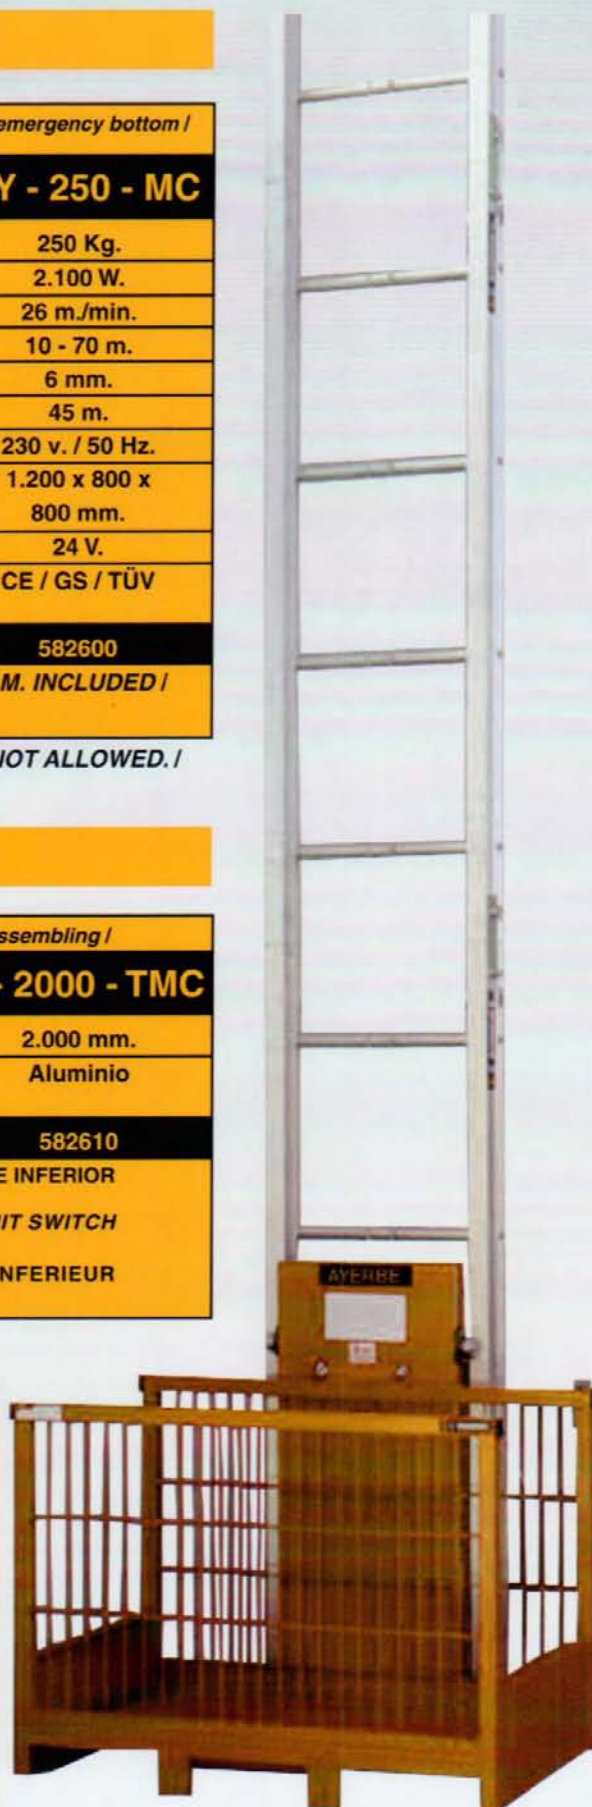 emergency bottom /
Y - 250 - MC
250 Kg.
2.100 W.
26 m./min.
10 - 70 m.
6 mm.
45 m.
230 v. / 50 Hz.
1.200 x 800 x
800 mm.
24 V.
CE / GS / TÜV
582600
M. INCLUDED /
NOT ALLOWED. /
ssembling /
- 2000 - TMC
2.000 mm.
Aluminio
582610
E INFERIOR
IT SWITCH
NFERIEUR
AYERBE